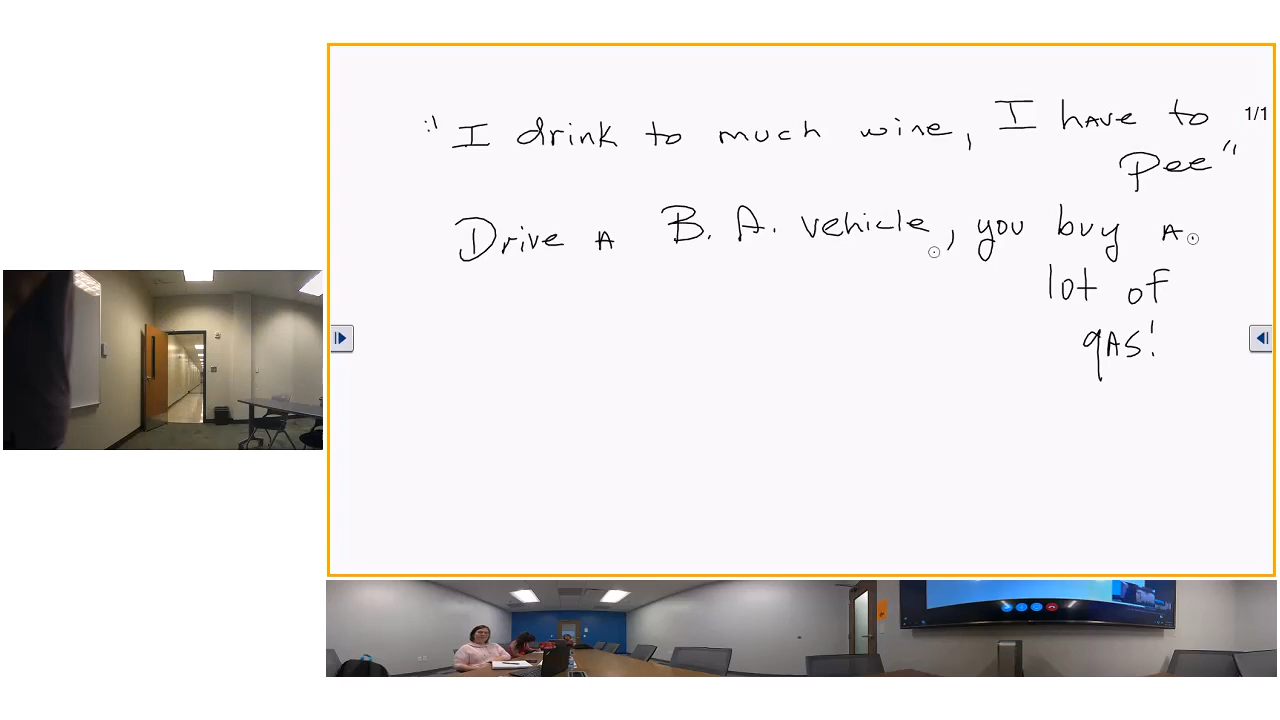 "I drink to much wine, I have to
pee"
Drive A B.A. vehicle, you buy A
lot of
gAS!
1/1